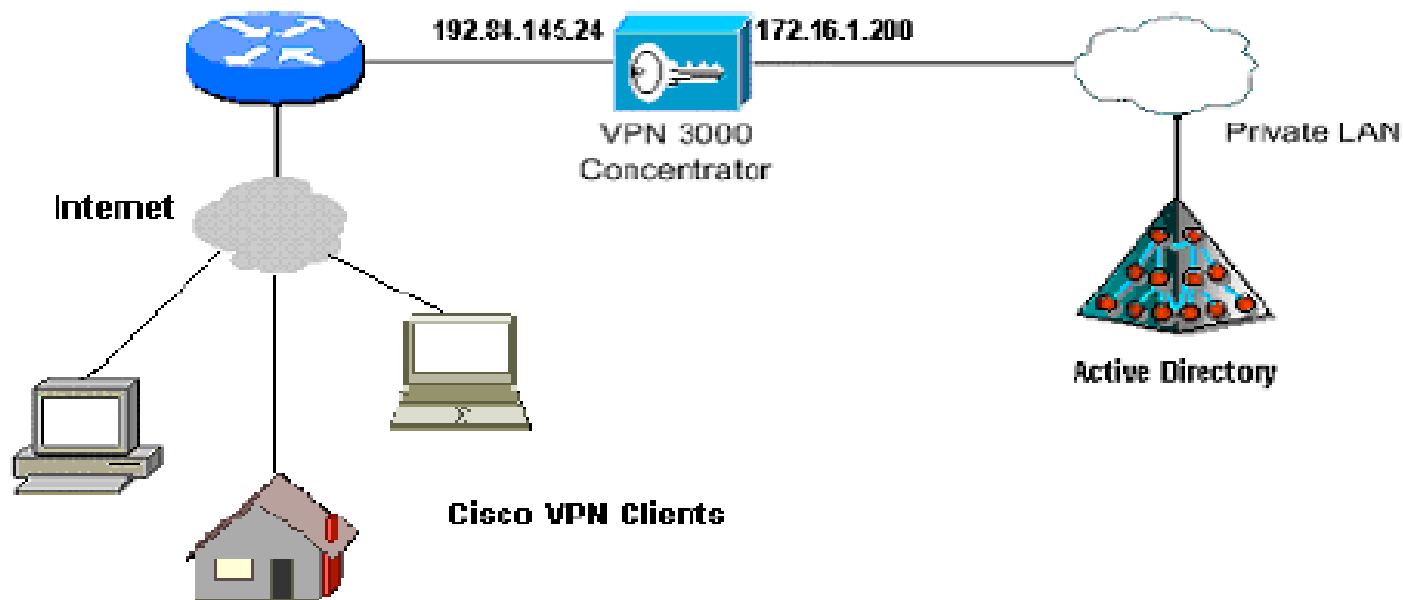 192.84.145.24
172.16.1.200
VPN 3000
Concentrator
Private LAN
Internet
Active Directory
Cisco VPN Clients